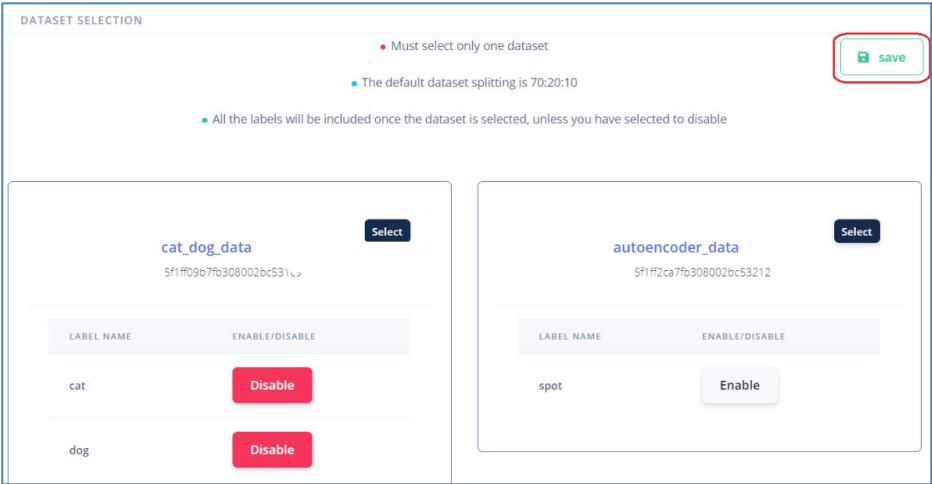 DATASET SELECTION
Must select only one dataset
save
The default dataset splitting is 70:20:10
All the labels will be included once the dataset is selected, unless you have selected to disable
Select
cat_dog_data
LABEL NAME ENABLE/DISABLE
cat Disable
dog Disable
Select
autoencoder_data
5f1ff2ca7fb308002bc53212
LABEL NAME ENABLE/DISABLE
spot Enable